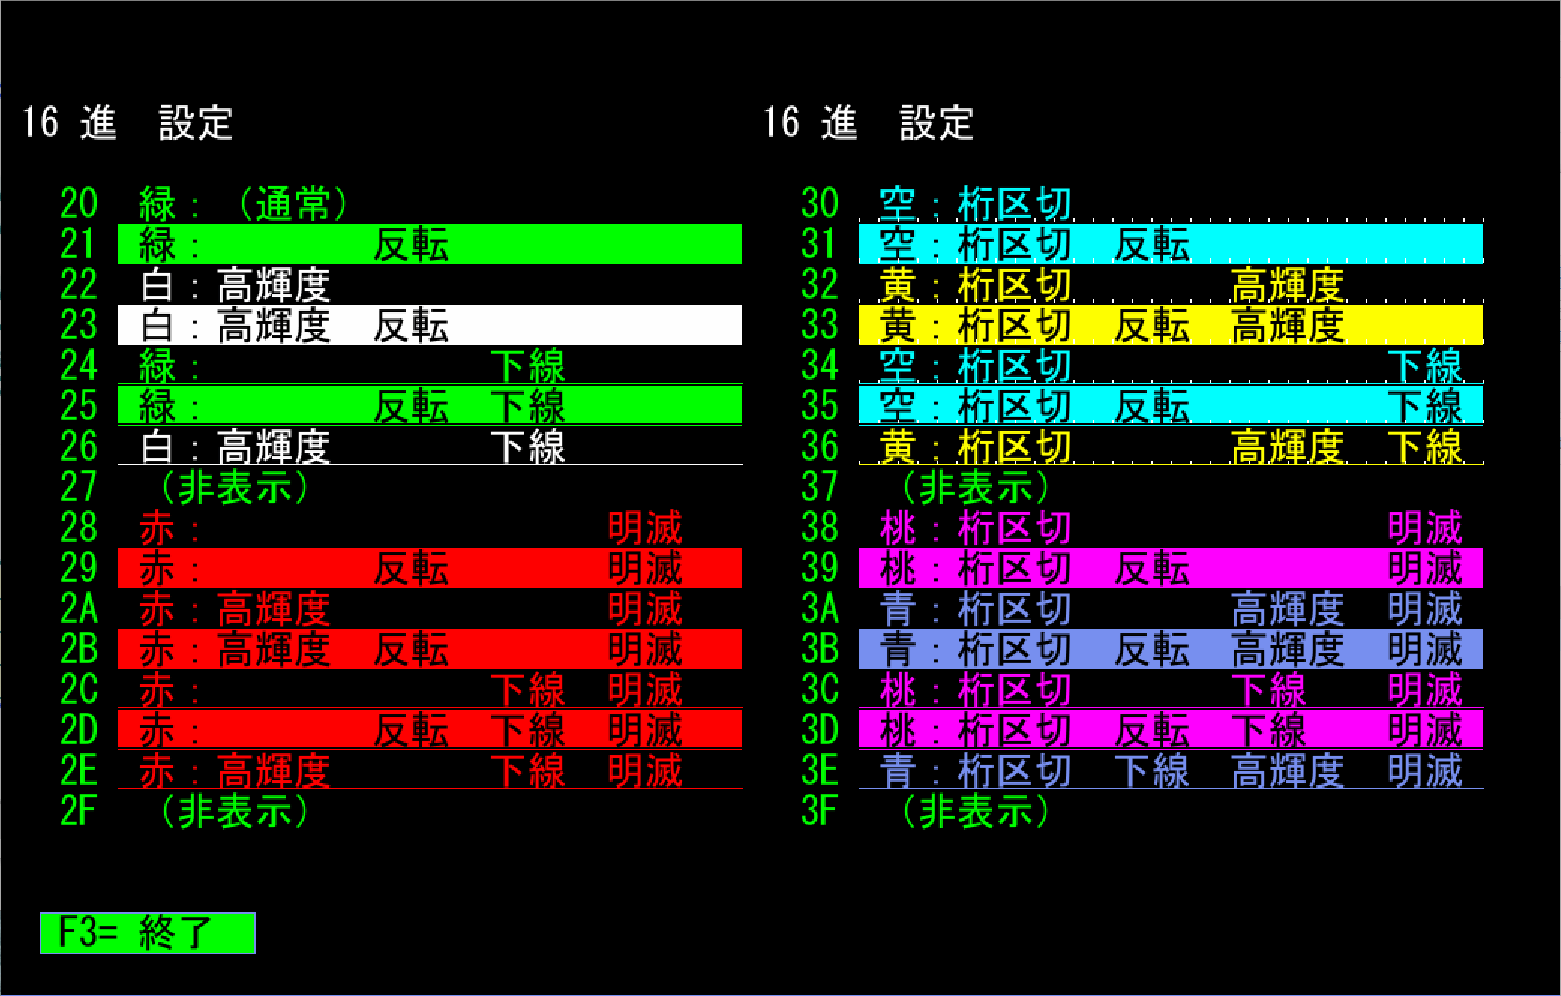 16 進　設定　16 進　設定
20 緑：（通常）　30 空：桁区切
21 緑：　反転　31 空：桁区切　反転
22 白：高輝度　32 黄：桁区切　高輝度
23 白：高輝度　反転　33 黄：桁区切　反転　高輝度
24 緑：　下線　34 空：桁区切　下線
25 緑：　反転　下線　35 空：桁区切　反転　下線
26 白：高輝度　下線　36 黄：桁区切　高輝度　下線
27 （非表示）　37 （非表示）
28 赤：　明滅　38 桃：桁区切　明滅
29 赤：　反転　明滅　39 桃：桁区切　反転　明滅
2A 赤：高輝度　明滅　3A 青：桁区切　高輝度　明滅
2B 赤：高輝度　反転　明滅　3B 青：桁区切　反転　高輝度　明滅
2C 赤：　下線　明滅　3C 桃：桁区切　下線　明滅
2D 赤：　反転　下線　明滅　3D 桃：桁区切　反転　下線　明滅
2E 赤：高輝度　下線　明滅　3E 青：桁区切　下線　高輝度　明滅
2F （非表示）　3F （非表示）
F3= 終了